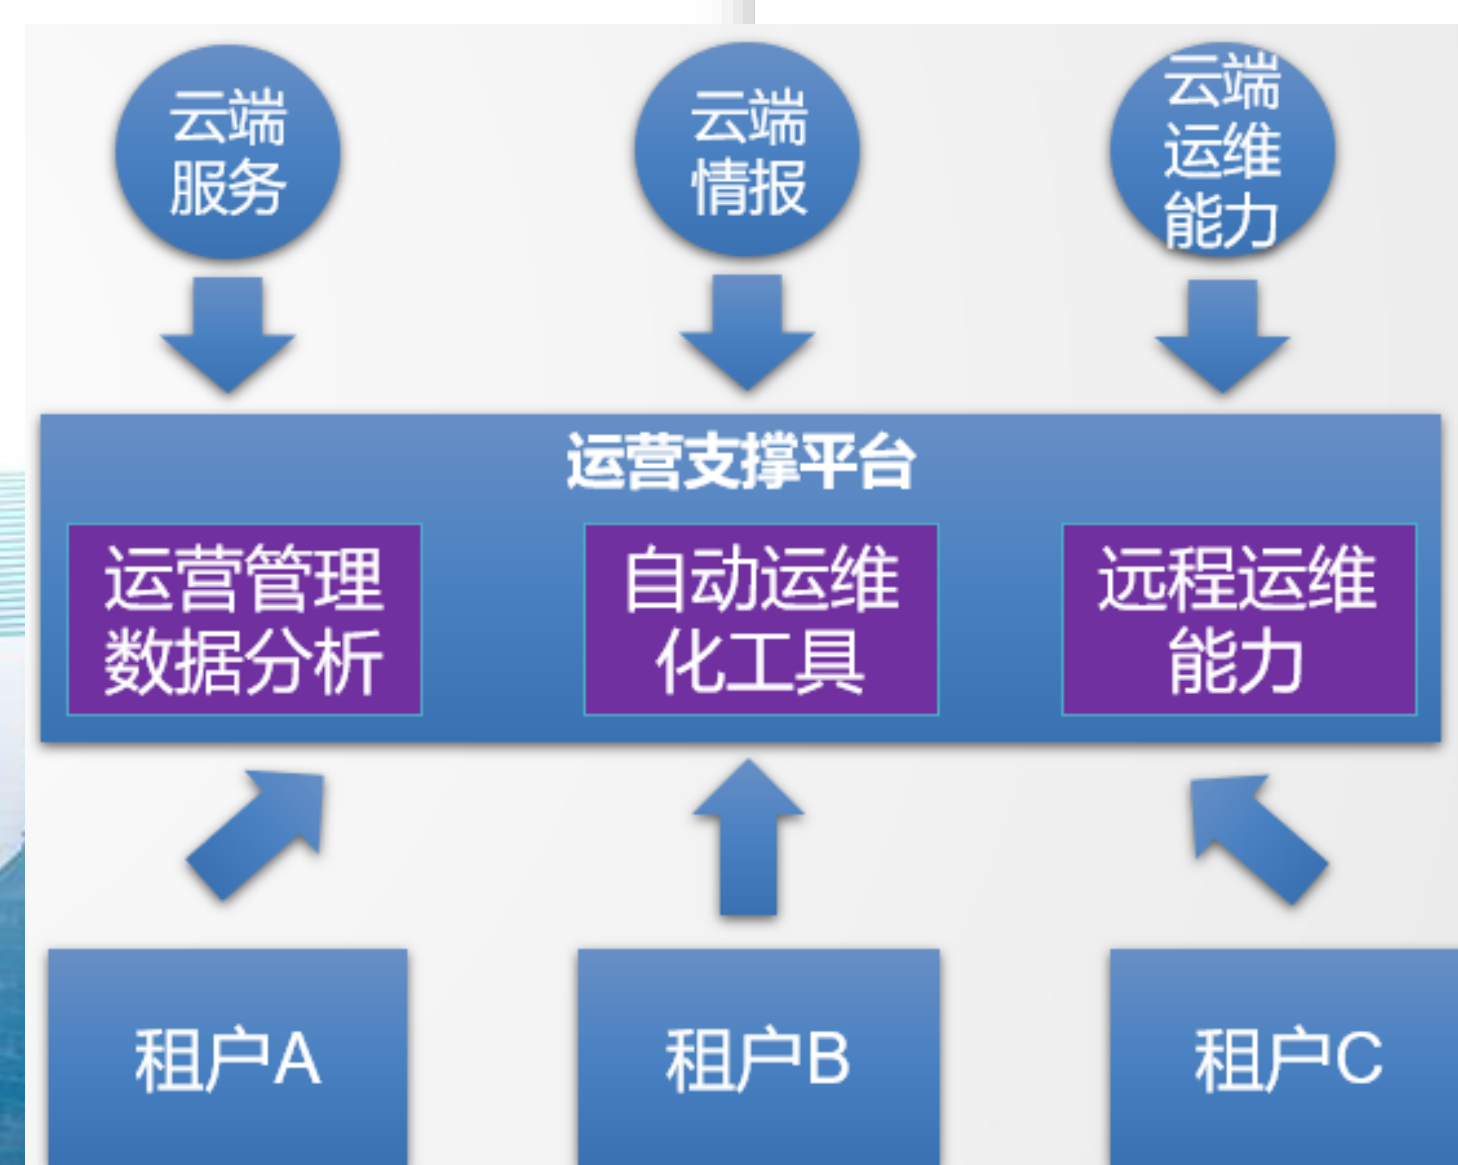 云端
服务
云端
情报
云端
运维
能力
运营支撑平台
运营管理
数据分析
自动运维
化工具
远程运维
能力
租户A
租户B
租户C